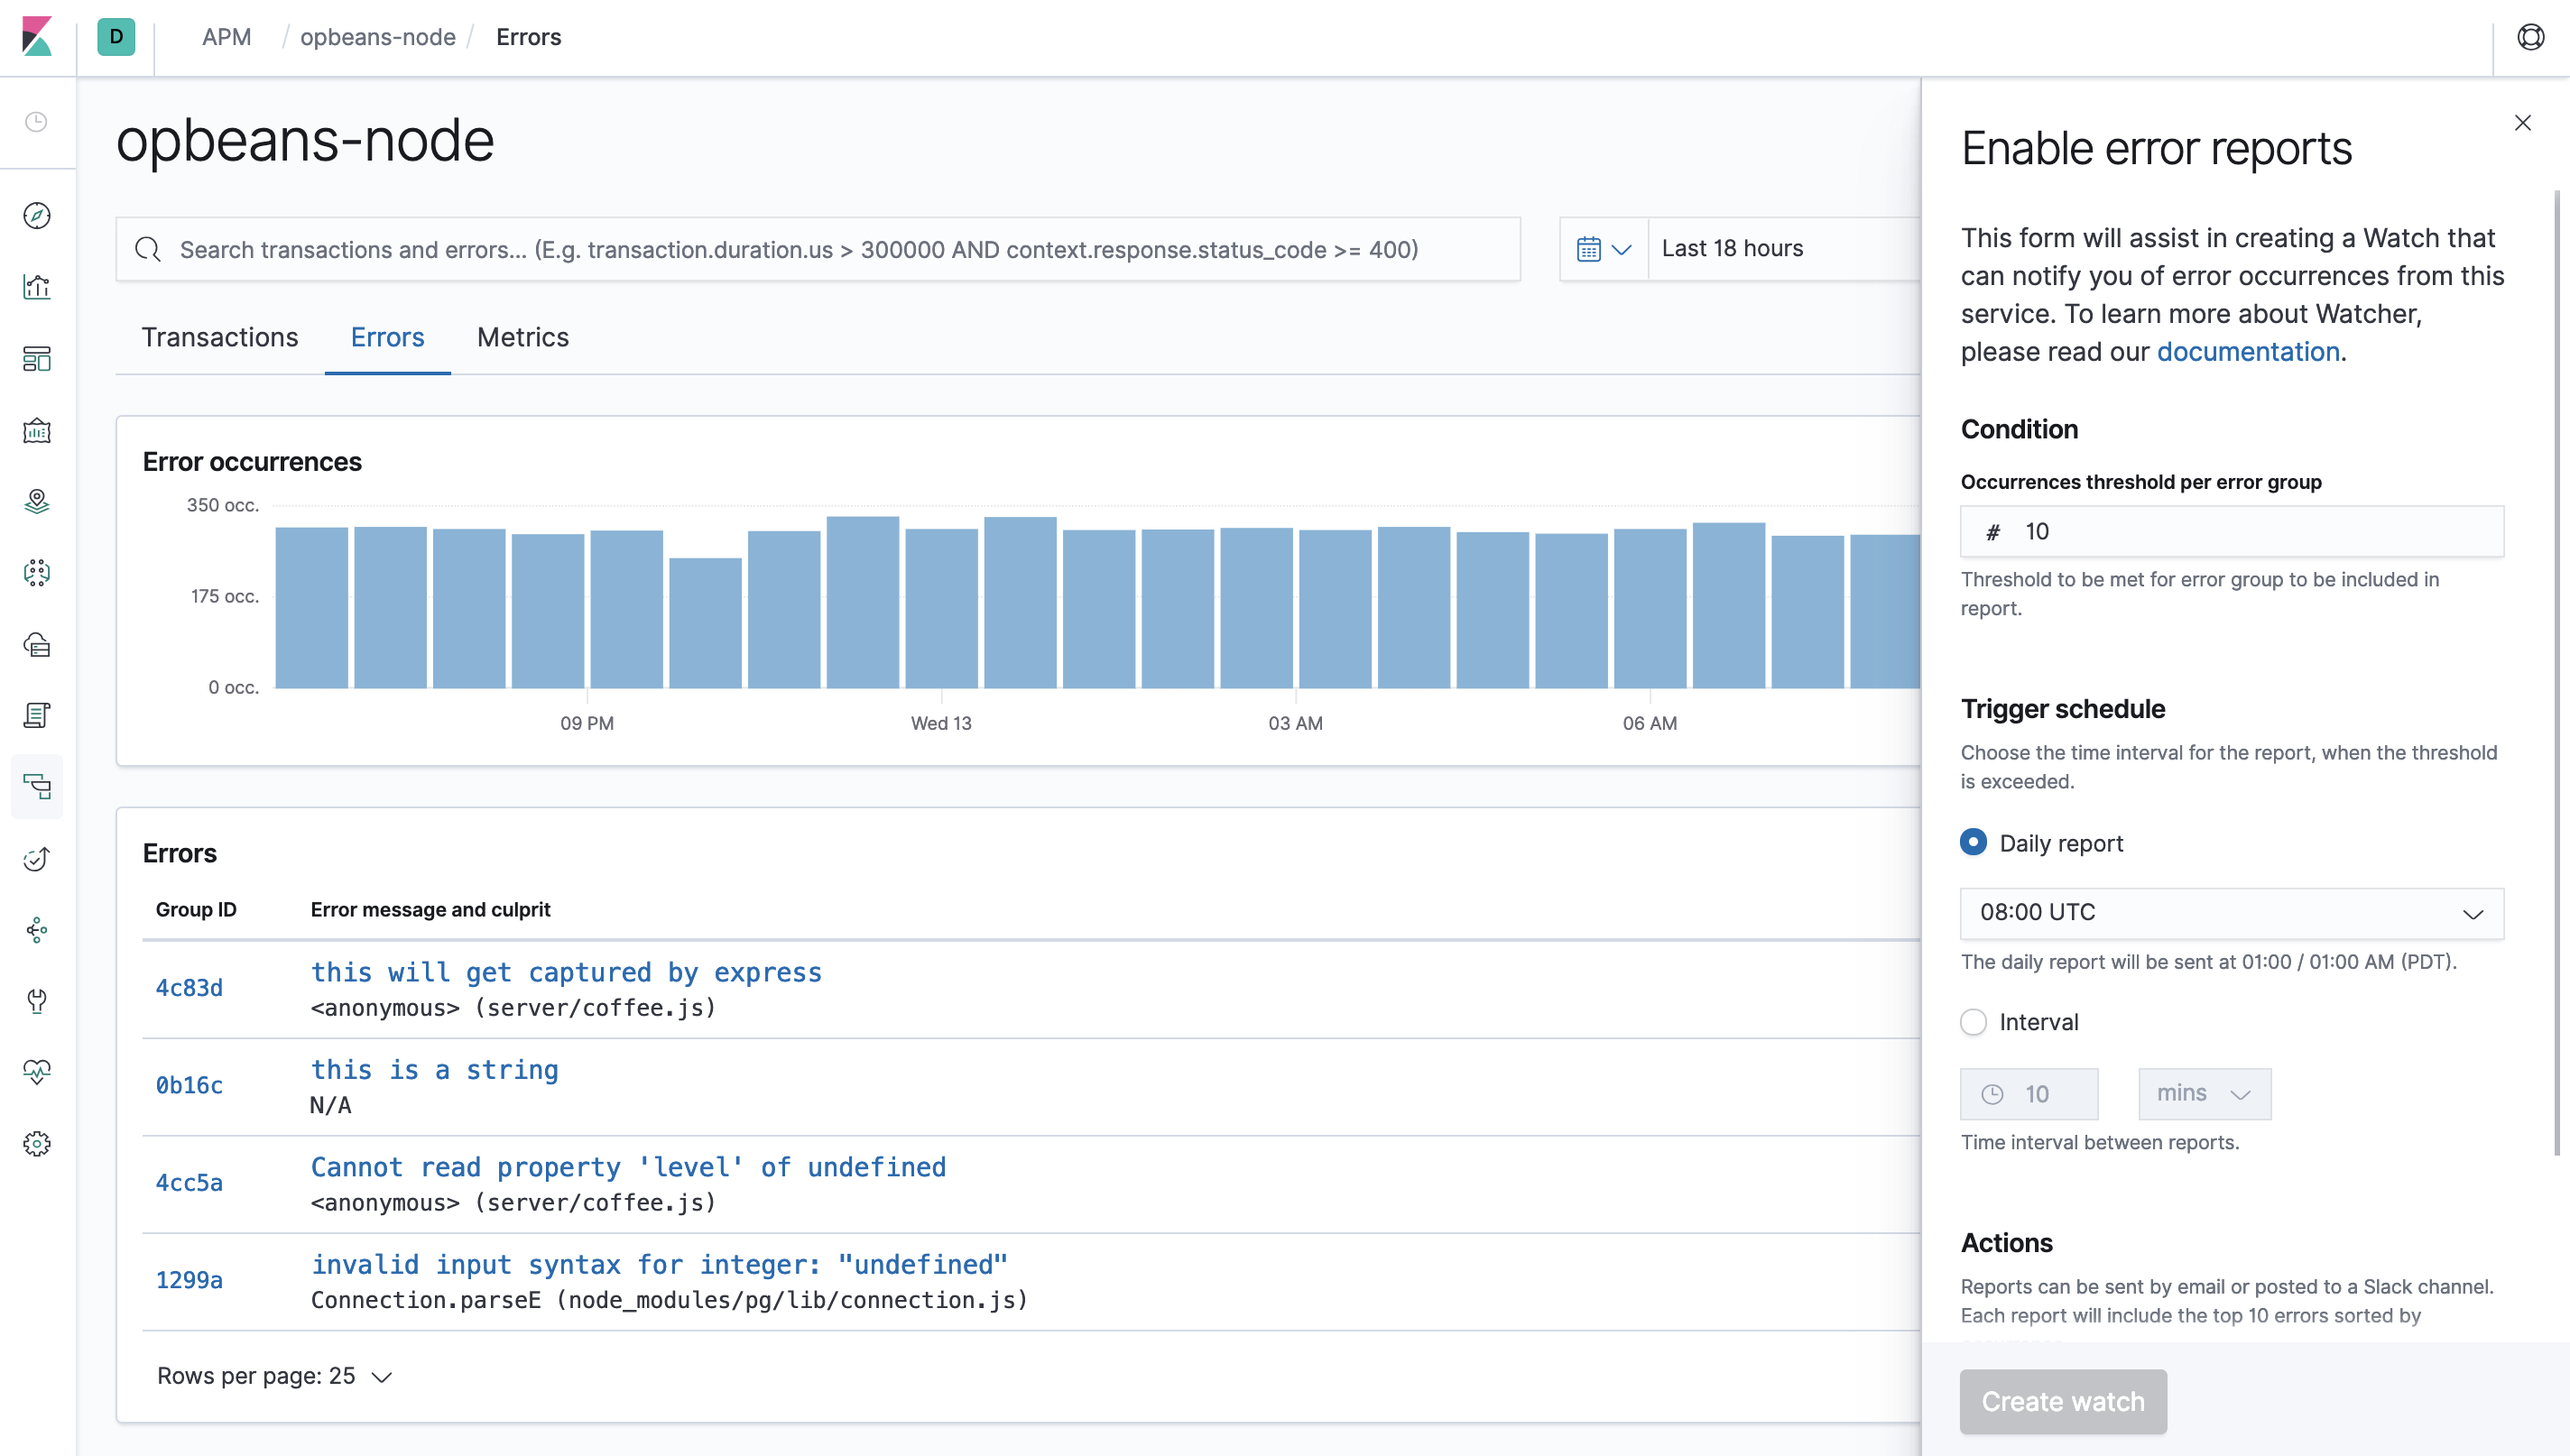 D
APM / opbeans-node / Errors
opbeans-node
Search transactions and errors... (E.g. transaction.duration.us > 300000 AND context.response.status_code >= 400)
Last 18 hours
Transactions
Errors
Metrics
Error occurrences
350 occ.
175 occ.
0 occ.
09 PM
Wed 13
03 AM
06 AM
Errors
Group ID
Error message and culprit
4c83d
this will get captured by express
<anonymous> (server/coffee.js)
0b16c
this is a string
N/A
4cc5a
Cannot read property 'level' of undefined
<anonymous> (server/coffee.js)
1299a
invalid input syntax for integer: "undefined"
Connection.parseE (node_modules/pg/lib/connection.js)
Rows per page: 25
Enable error reports
This form will assist in creating a Watch that
can notify you of error occurrences from this
service. To learn more about Watcher,
please read our documentation.
Condition
Occurrences threshold per error group
# 10
Threshold to be met for error group to be included in
report.
Trigger schedule
Choose the time interval for the report, when the threshold
is exceeded.
Daily report
08:00 UTC
The daily report will be sent at 01:00 / 01:00 AM (PDT).
Interval
10
mins
Time interval between reports.
Actions
Reports can be sent by email or posted to a Slack channel.
Each report will include the top 10 errors sorted by
Create watch